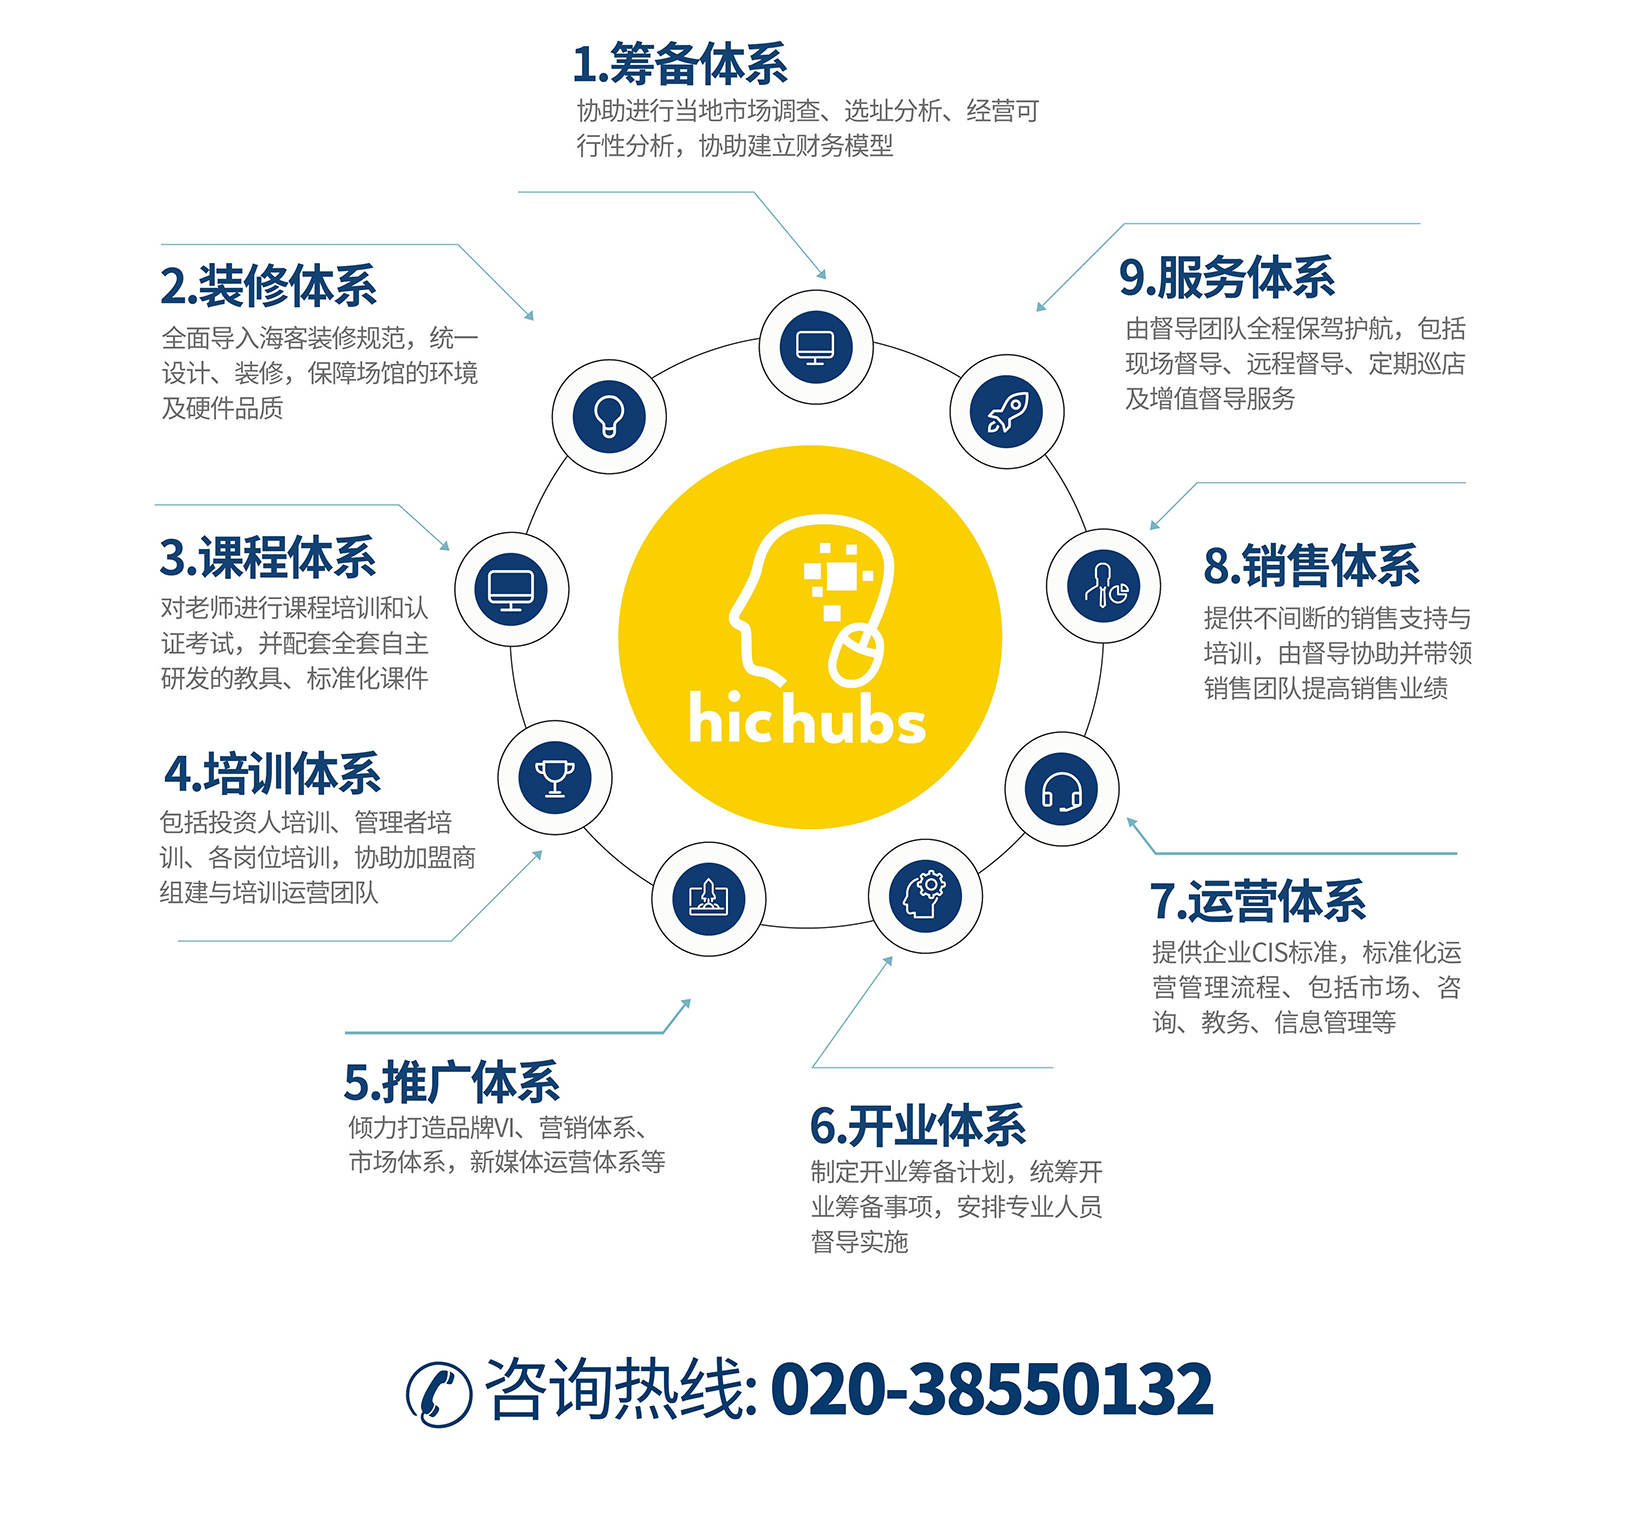 1.筹备体系
协助进行当地市场调查、选址分析、经营可
行性分析，协助建立财务模型
2.装修体系
全面导入海客装修规范，统一
设计、装修，保障场馆的环境
及硬件品质
3.课程体系
对老师进行课程培训和认
证考试，并配套全套自主
研发的教具、标准化课件
4.培训体系
包括投资人培训、管理者培
训、各岗位培训，协助加盟商
组建与培训运营团队
5.推广体系
倾力打造品牌VI、营销体系、
市场体系，新媒体运营体系等
6.开业体系
制定开业筹备计划，统筹开
业筹备事项，安排专业人员
督导实施
7.运营体系
提供企业CIS标准，标准化运
营管理流程、包括市场、咨
询、教务、信息管理等
8.销售体系
提供不间断的销售支持与
培训，由督导协助并带领
销售团队提高销售业绩
9.服务体系
由督导团队全程保驾护航，包括
现场督导、远程督导、定期巡店
及增值督导服务
hic hubs
咨询热线: 020-38550132